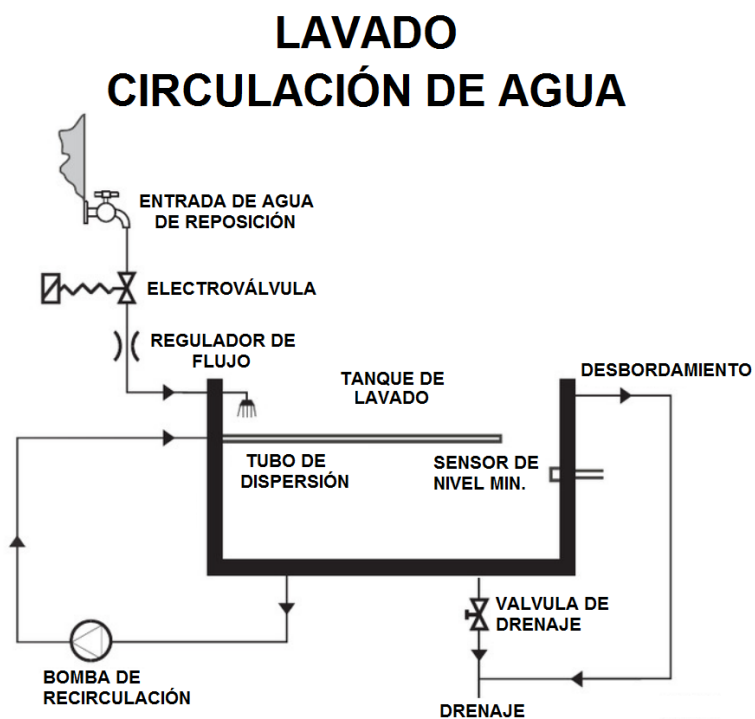 LAVADO
CIRCULACIÓN DE AGUA
ENTRADA DE AGUA
DE REPOSICIÓN
ELECTROVÁLVULA
REGULADOR DE
FLUJO
TANQUE DE
LAVADO
DESBORDAMIENTO
TUBO DE
DISPERSIÓN
SENSOR DE
NIVEL MIN.
VALVULA DE
DRENAJE
BOMBA DE
RECIRCULACIÓN
DRENAJE